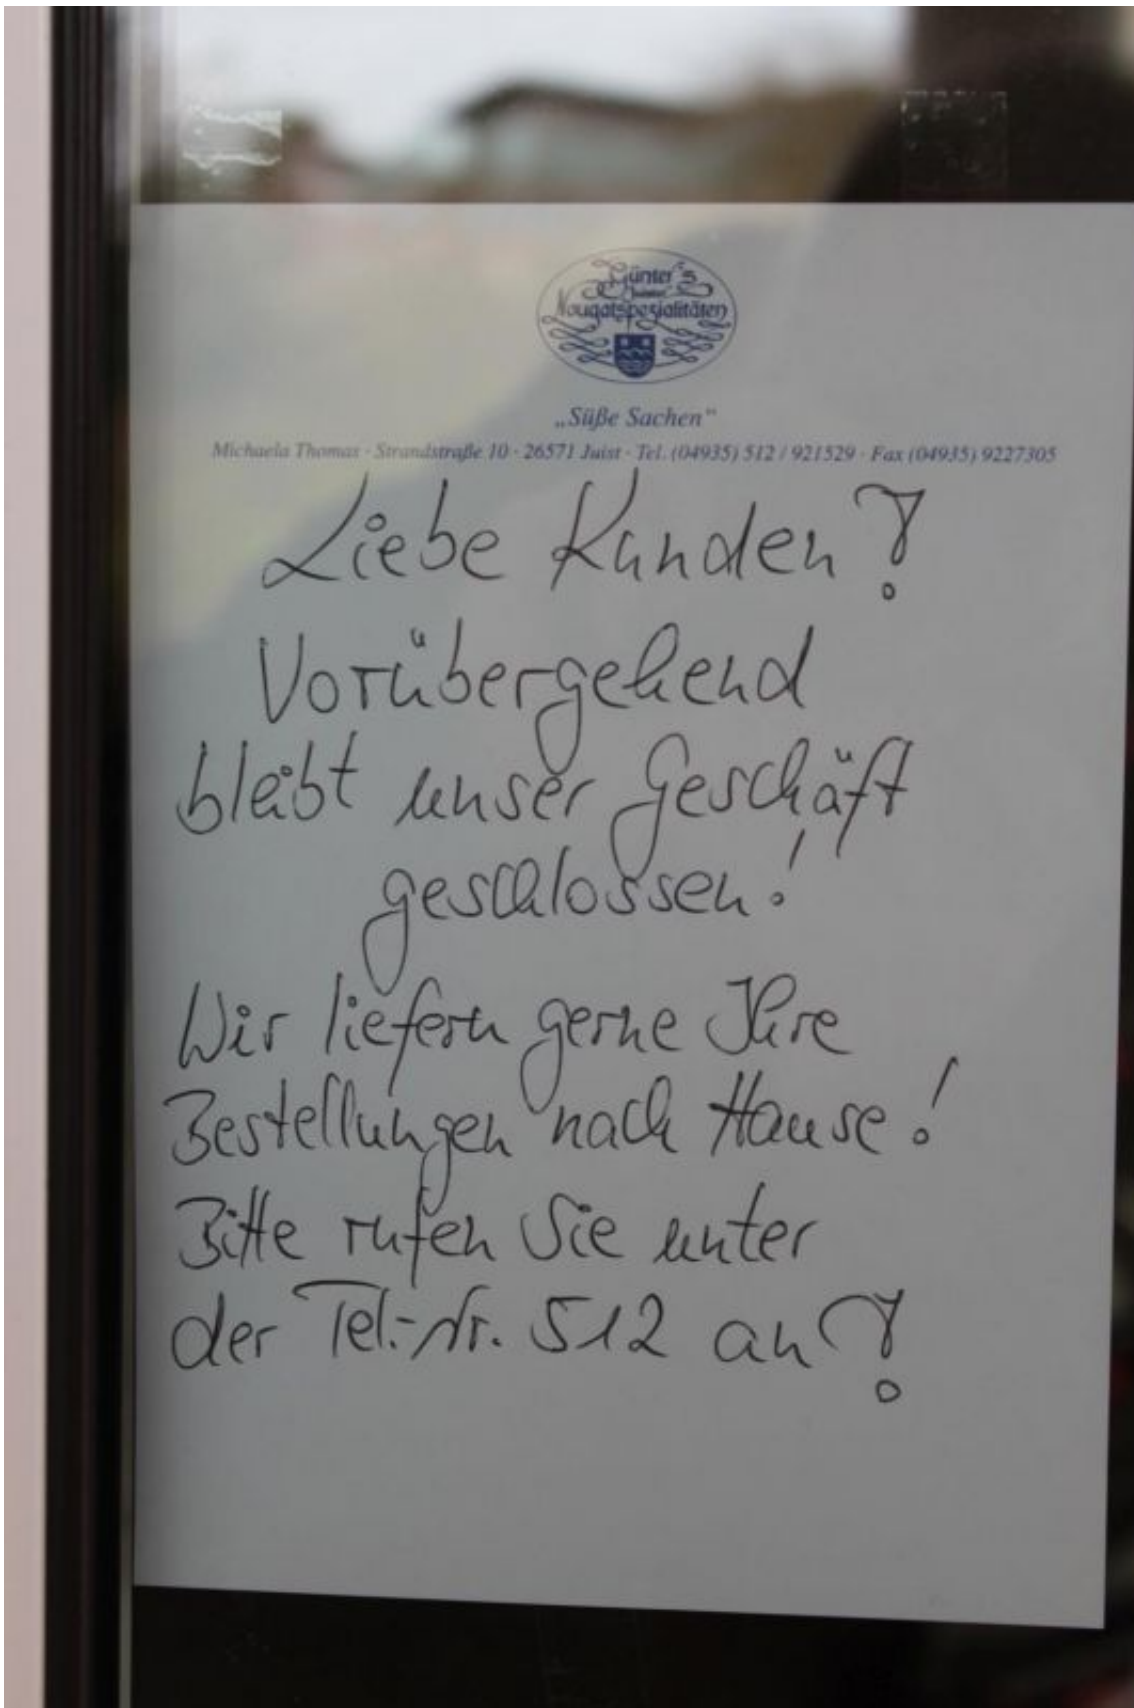 Günter's
Juister
Nougatspezialitäten
„Süße Sachen“
Michaela Thomas · Strandstraße 10 · 26571 Juist · Tel. (04935) 512 / 921529 · Fax (04935) 9227305
Liebe Kunden!
Vorübergehend
bleibt unser Geschäft
geschlossen!
Wir liefern gerne Ihre
Bestellungen nach Hause!
Bitte rufen Sie unter
der Tel.-Nr. 512 an!